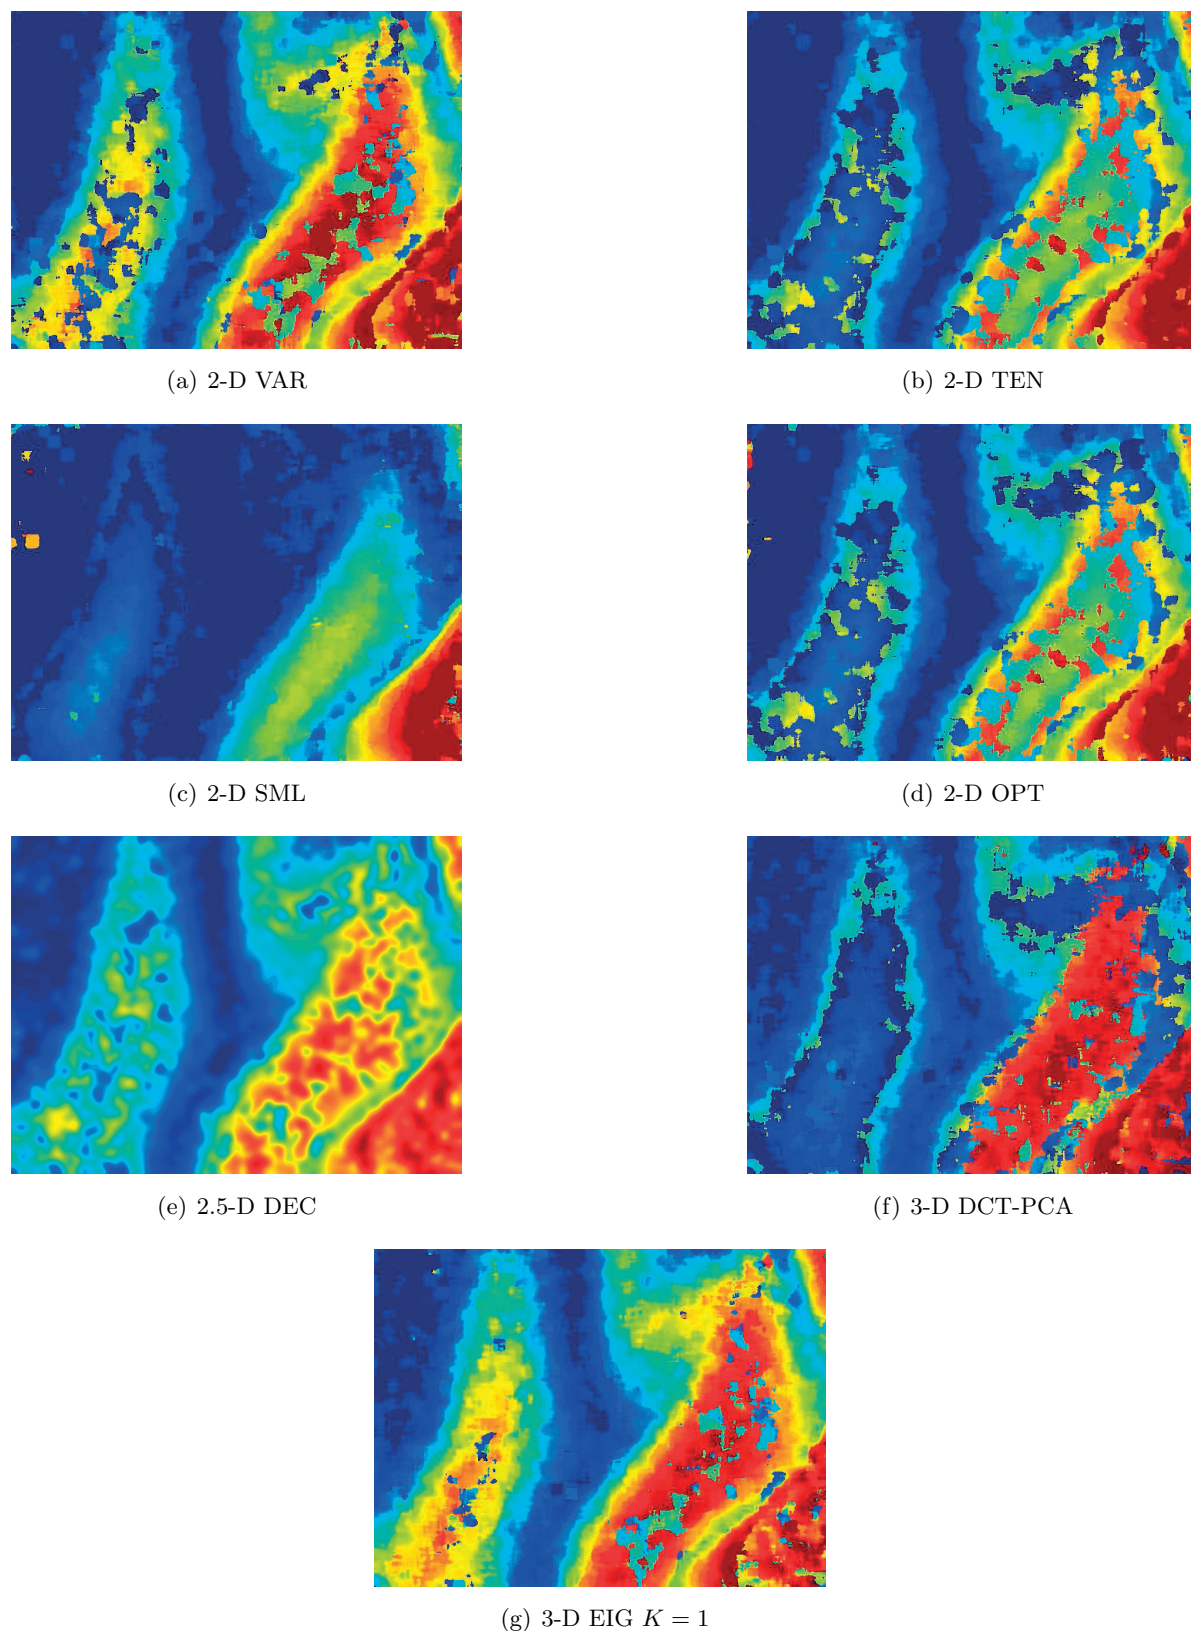 (a) 2-D VAR
(b) 2-D TEN
(c) 2-D SML
(d) 2-D OPT
(e) 2.5-D DEC
(f) 3-D DCT-PCA
(g) 3-D EIG K = 1